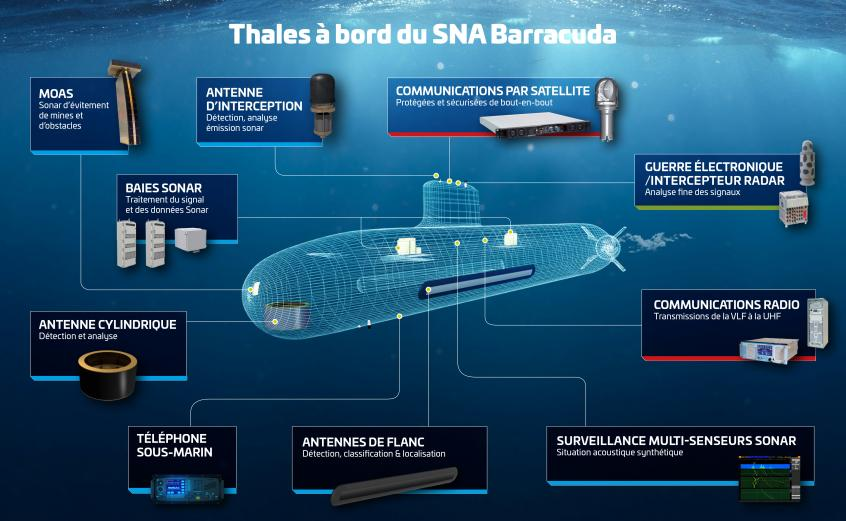 Thales à bord du SNA Barracuda
MOAS
Sonar d'évitement
de mines et
d'obstacles
ANTENNE
D'INTERCEPTION
Détection, analyse
émission sonar
COMMUNICATIONS PAR SATELLITE
Protégées et sécurisées de bout-en-bout
GUERRE ÉLECTRONIQUE
/INTERCEPTEUR RADAR
Analyse fine des signaux
BAIES SONAR
Traitement du signal
et des données Sonar
COMMUNICATIONS RADIO
Transmissions de la VLF à la UHF
ANTENNE CYLINDRIQUE
Détection et analyse
TÉLÉPHONE
SOUS-MARIN
ANTENNES DE FLANC
Détection, classification & localisation
SURVEILLANCE MULTI-SENSEURS SONAR
Situation acoustique synthétique